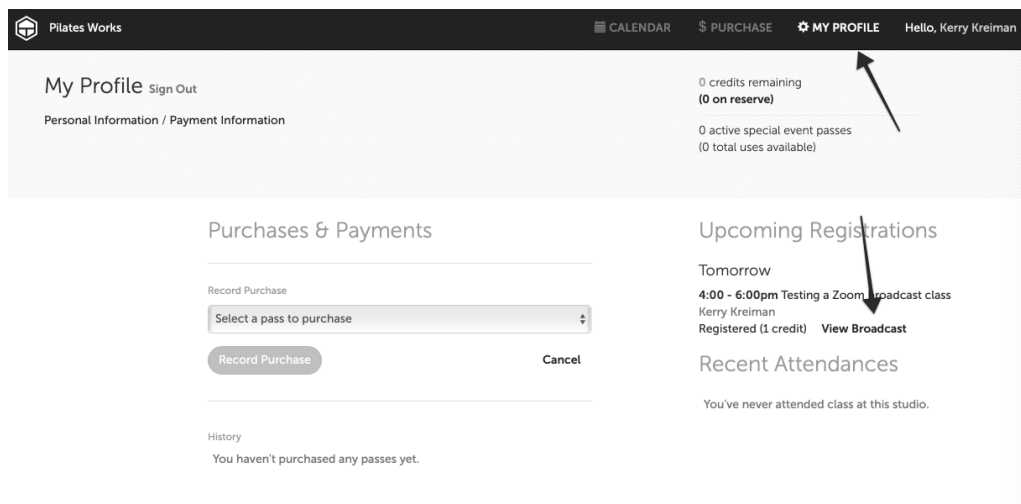 Pilates Works
CALENDAR
$ PURCHASE
MY PROFILE
Hello, Kerry Kreiman
My Profile Sign Out
Personal Information / Payment Information
0 credits remaining
(0 on reserve)
0 active special event passes
(0 total uses available)
Purchases & Payments
Record Purchase
Select a pass to purchase
Record Purchase
Cancel
History
You haven't purchased any passes yet.
Upcoming Registrations
Tomorrow
4:00 - 6:00pm Testing a Zoom Broadcast class
Kerry Kreiman
Registered (1 credit) View Broadcast
Recent Attendances
You've never attended class at this studio.